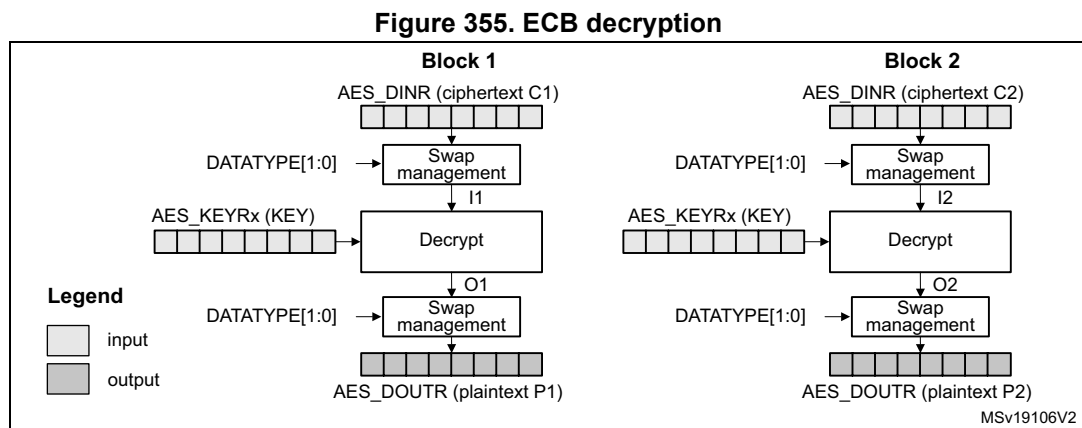 Figure 355. ECB decryption
Block 1
Block 2
AES_DINR (ciphertext C1)
AES_DINR (ciphertext C2)
DATATYPE[1:0]
Swap
management
DATATYPE[1:0]
Swap
management
I1
I2
AES_KEYRx (KEY)
Decrypt
AES_KEYRx (KEY)
Decrypt
O1
O2
Legend
input
output
DATATYPE[1:0]
Swap
management
DATATYPE[1:0]
Swap
management
AES_DOUTR (plaintext P1)
AES_DOUTR (plaintext P2)
MSv19106V2